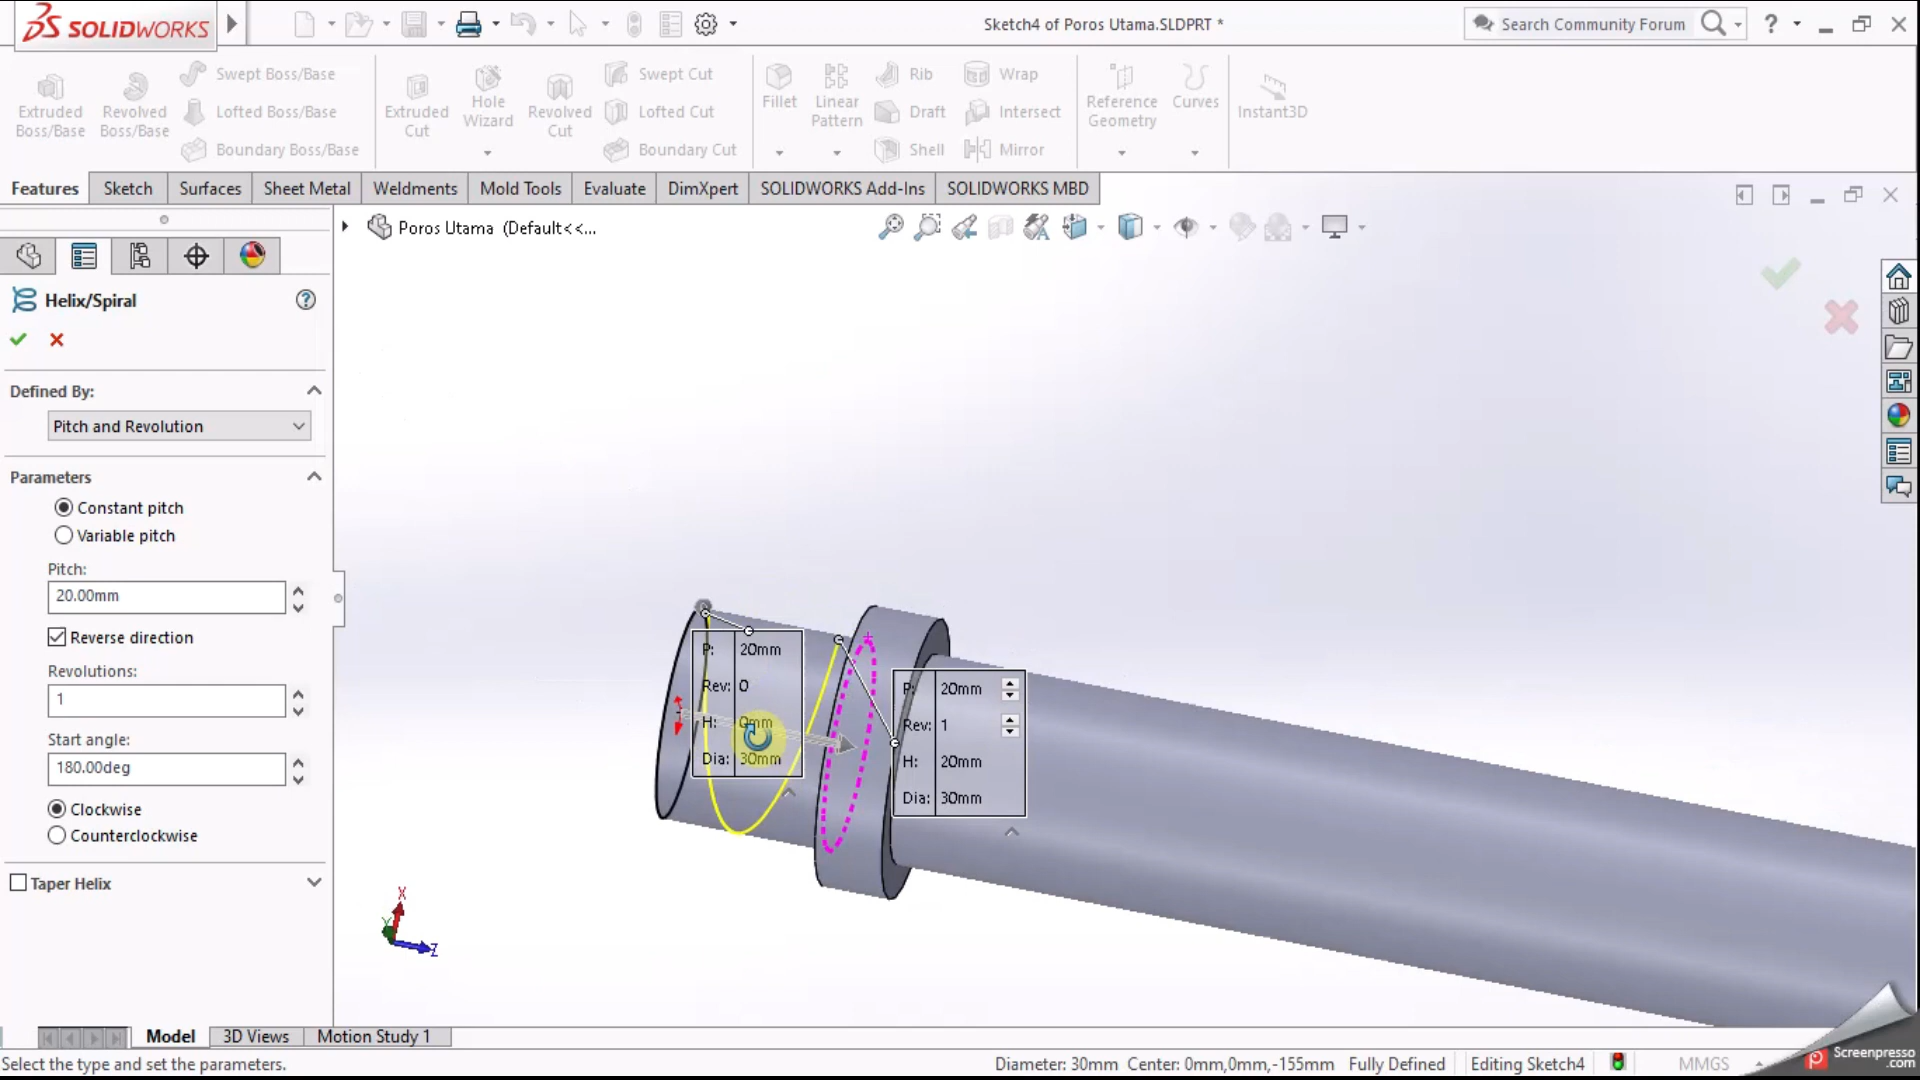 SOLIDWORKS
Sketch4 of Poros Utama.SLDPRT *
Search Community Forum
?
Extruded Boss/Base
Revolved Boss/Base
Swept Boss/Base
Lofted Boss/Base
Boundary Boss/Base
Extruded Cut
Hole Wizard
Revolved Cut
Swept Cut
Lofted Cut
Boundary Cut
Fillet
Linear Pattern
Rib
Draft
Shell
Wrap
Intersect
Mirror
Reference Geometry
Curves
Instant3D
Features
Sketch
Surfaces
Sheet Metal
Weldments
Mold Tools
Evaluate
DimXpert
SOLIDWORKS Add-Ins
SOLIDWORKS MBD
Poros Utama (Default<<...
Helix/Spiral
?
Defined By:
Pitch and Revolution
Parameters
Constant pitch
Variable pitch
Pitch:
20.00mm
Reverse direction
Revolutions:
1
Start angle:
180.00deg
Clockwise
Counterclockwise
Taper Helix
P: 20mm
Rev: 0
H: 0mm
Dia: 30mm
P: 20mm
Rev: 1
H: 20mm
Dia: 30mm
X
Y
Z
Model
3D Views
Motion Study 1
Select the type and set the parameters.
Diameter: 30mm Center: 0mm,0mm,-155mm
Fully Defined
Editing Sketch4
MMGS
Screenpresso
.com